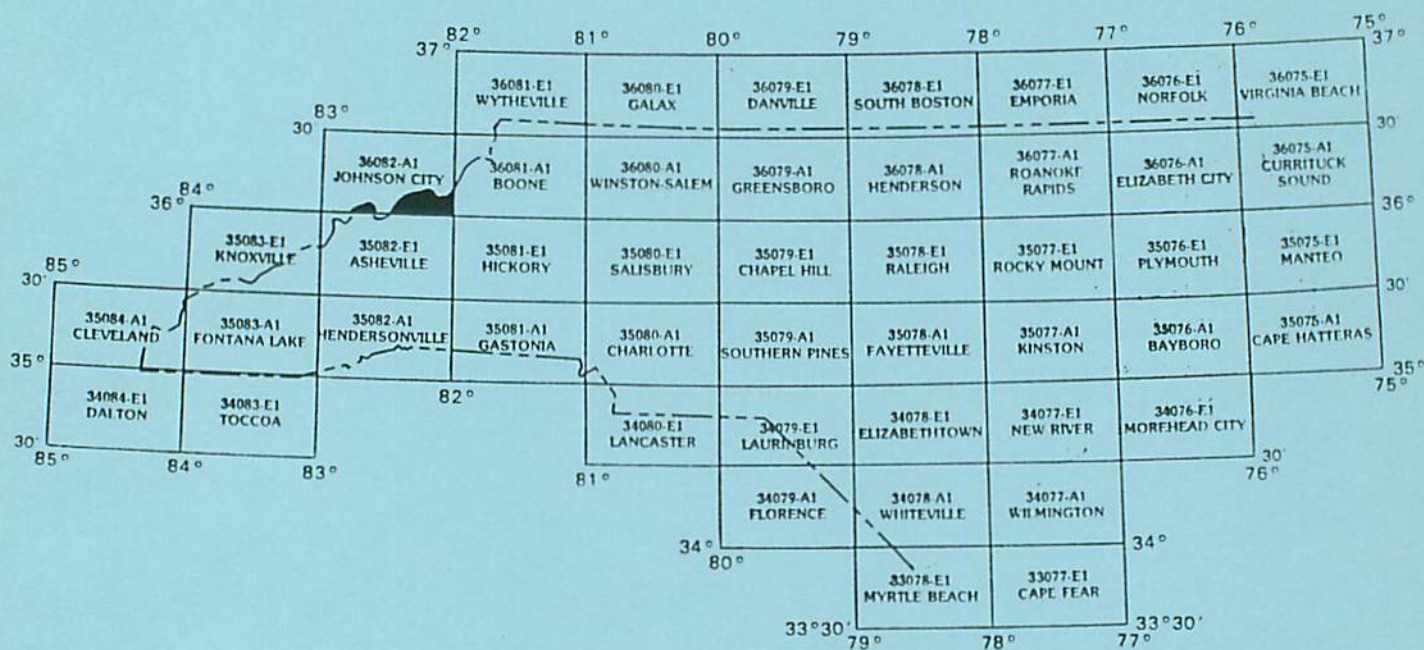 82° 81° 80° 79° 78° 77° 76° 75°
37° 37°
36081-E1 36080-E1 36079-E1 36078-E1 36077-E1 36076-E1 36075-E1
WYTHEVILLE GALAX DANVILLE SOUTH BOSTON EMPORIA NORFOLK VIRGINIA BEACH
83°
30' 30'
36082-A1 36081-A1 36080-A1 36079-A1 36078-A1 36077-A1 36076-A1 36075-A1
JOHNSON CITY BOONE WINSTON-SALEM GREENSBORO HENDERSON ROANOKE RAPIDS ELIZABETH CITY CURRITUCK SOUND
84°
36° 36°
35083-E1 35082-E1 35081-E1 35080-E1 35079-E1 35078-E1 35077-E1 35076-E1 35075-E1
KNOXVILLE ASHEVILLE HICKORY SALISBURY CHAPEL HILL RALEIGH ROCKY MOUNT PLYMOUTH MANTEO
85°
30' 30'
35084-A1 35083-A1 35082-A1 35081-A1 35080-A1 35079-A1 35078-A1 35077-A1 35076-A1 35075-A1
CLEVELAND FONTANA LAKE HENDERSONVILLE GASTONIA CHARLOTTE SOUTHERN PINES FAYETTEVILLE KINSTON BAYBORO CAPE HATTERAS
35° 35°
82° 75°
34084-E1 34083-E1 34080-E1 34079-E1 34078-E1 34077-E1 34076-E1
DALTON TOCCOA LANCASTER LAURINBURG ELIZABETHTOWN NEW RIVER MOREHEAD CITY
30' 30'
85° 84° 83° 81° 76°
34079-A1 34078-A1 34077-A1
FLORENCE WHITEVILLE WILMINGTON
34° 34°
80°
33078-E1 33077-E1
MYRTLE BEACH CAPE FEAR
33°30' 33°30'
79° 78° 77°